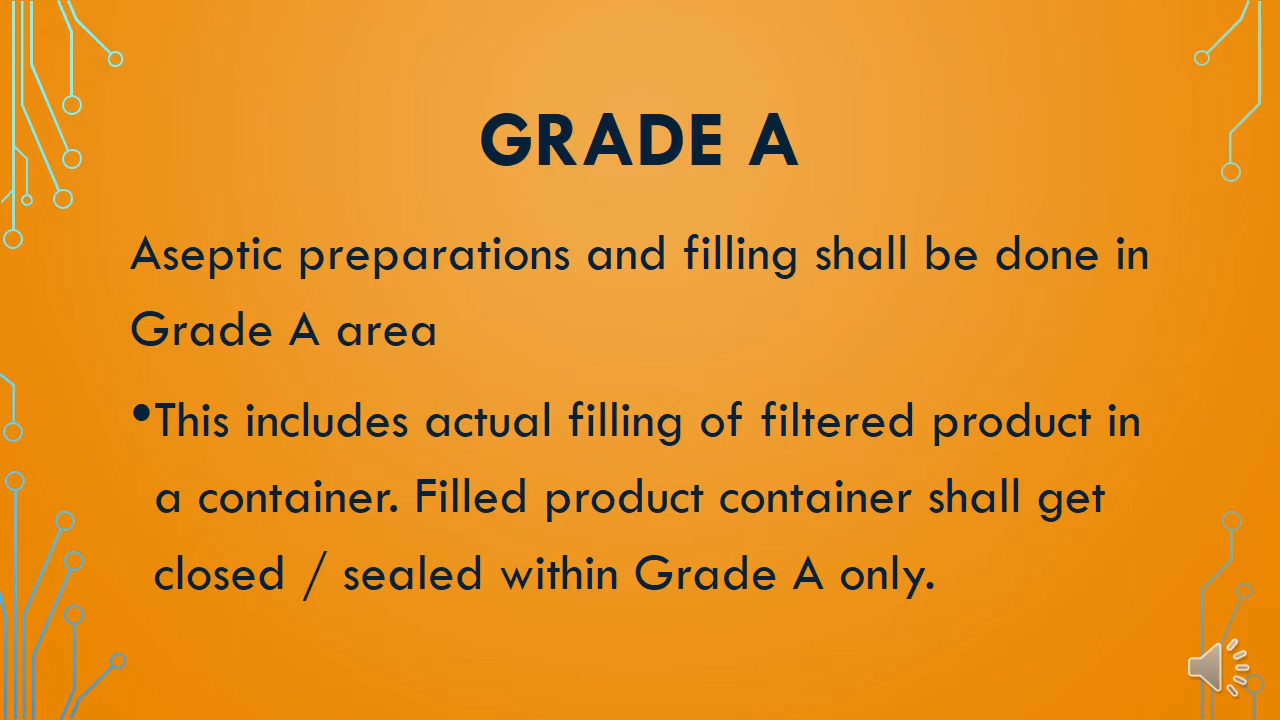 GRADE A
Aseptic preparations and filling shall be done in
Grade A area
•This includes actual filling of filtered product in
a container. Filled product container shall get
closed / sealed within Grade A only.